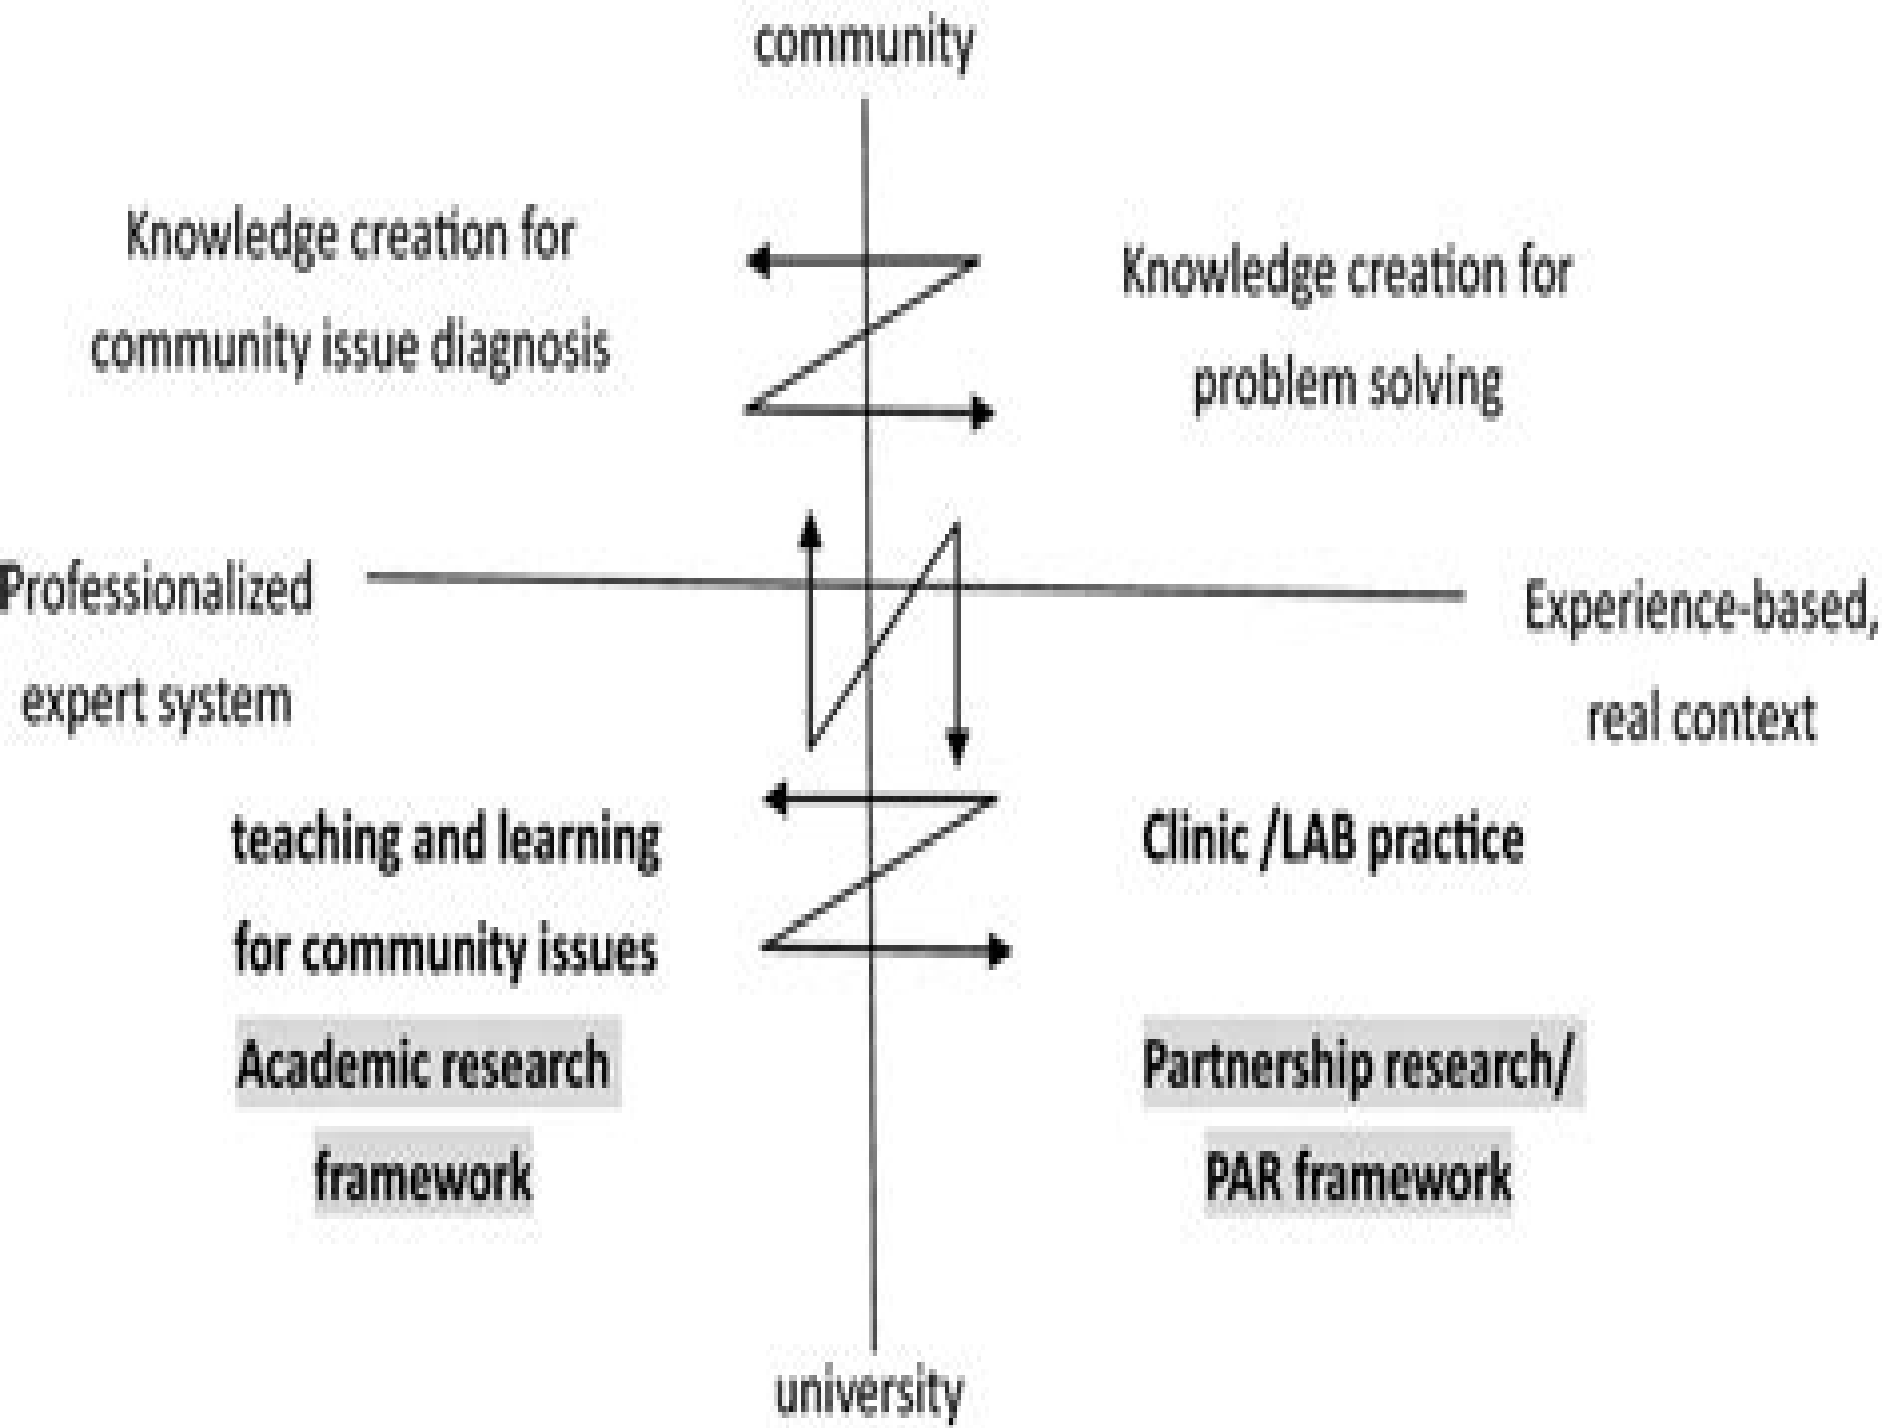 community
Knowledge creation for
community issue diagnosis
Knowledge creation for
problem solving
Professionalized
expert system
Experience-based,
real context
teaching and learning
for community issues
Academic research
framework
Clinic /LAB practice
Partnership research/
PAR framework
university